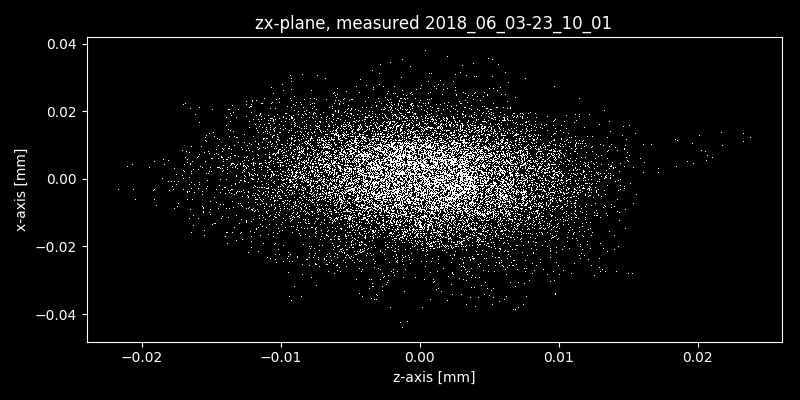 zx-plane, measured 2018_06_03-23_10_01
0.04
0.02
0.00
−0.02
−0.04
x-axis [mm]
−0.02 −0.01 0.00 0.01 0.02
z-axis [mm]